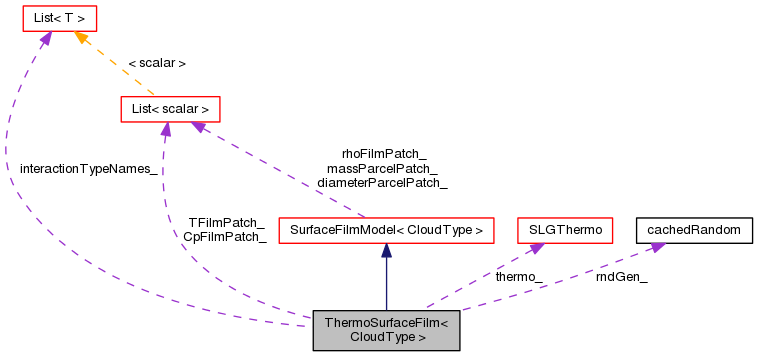 List< T >
< scalar >
List< scalar >
rhoFilmPatch_
massParcelPatch_
diameterParcelPatch_
interactionTypeNames_
TFilmPatch_
CpFilmPatch_
SurfaceFilmModel< CloudType >
SLGThermo
cachedRandom
thermo_
rndGen_
ThermoSurfaceFilm<
CloudType >